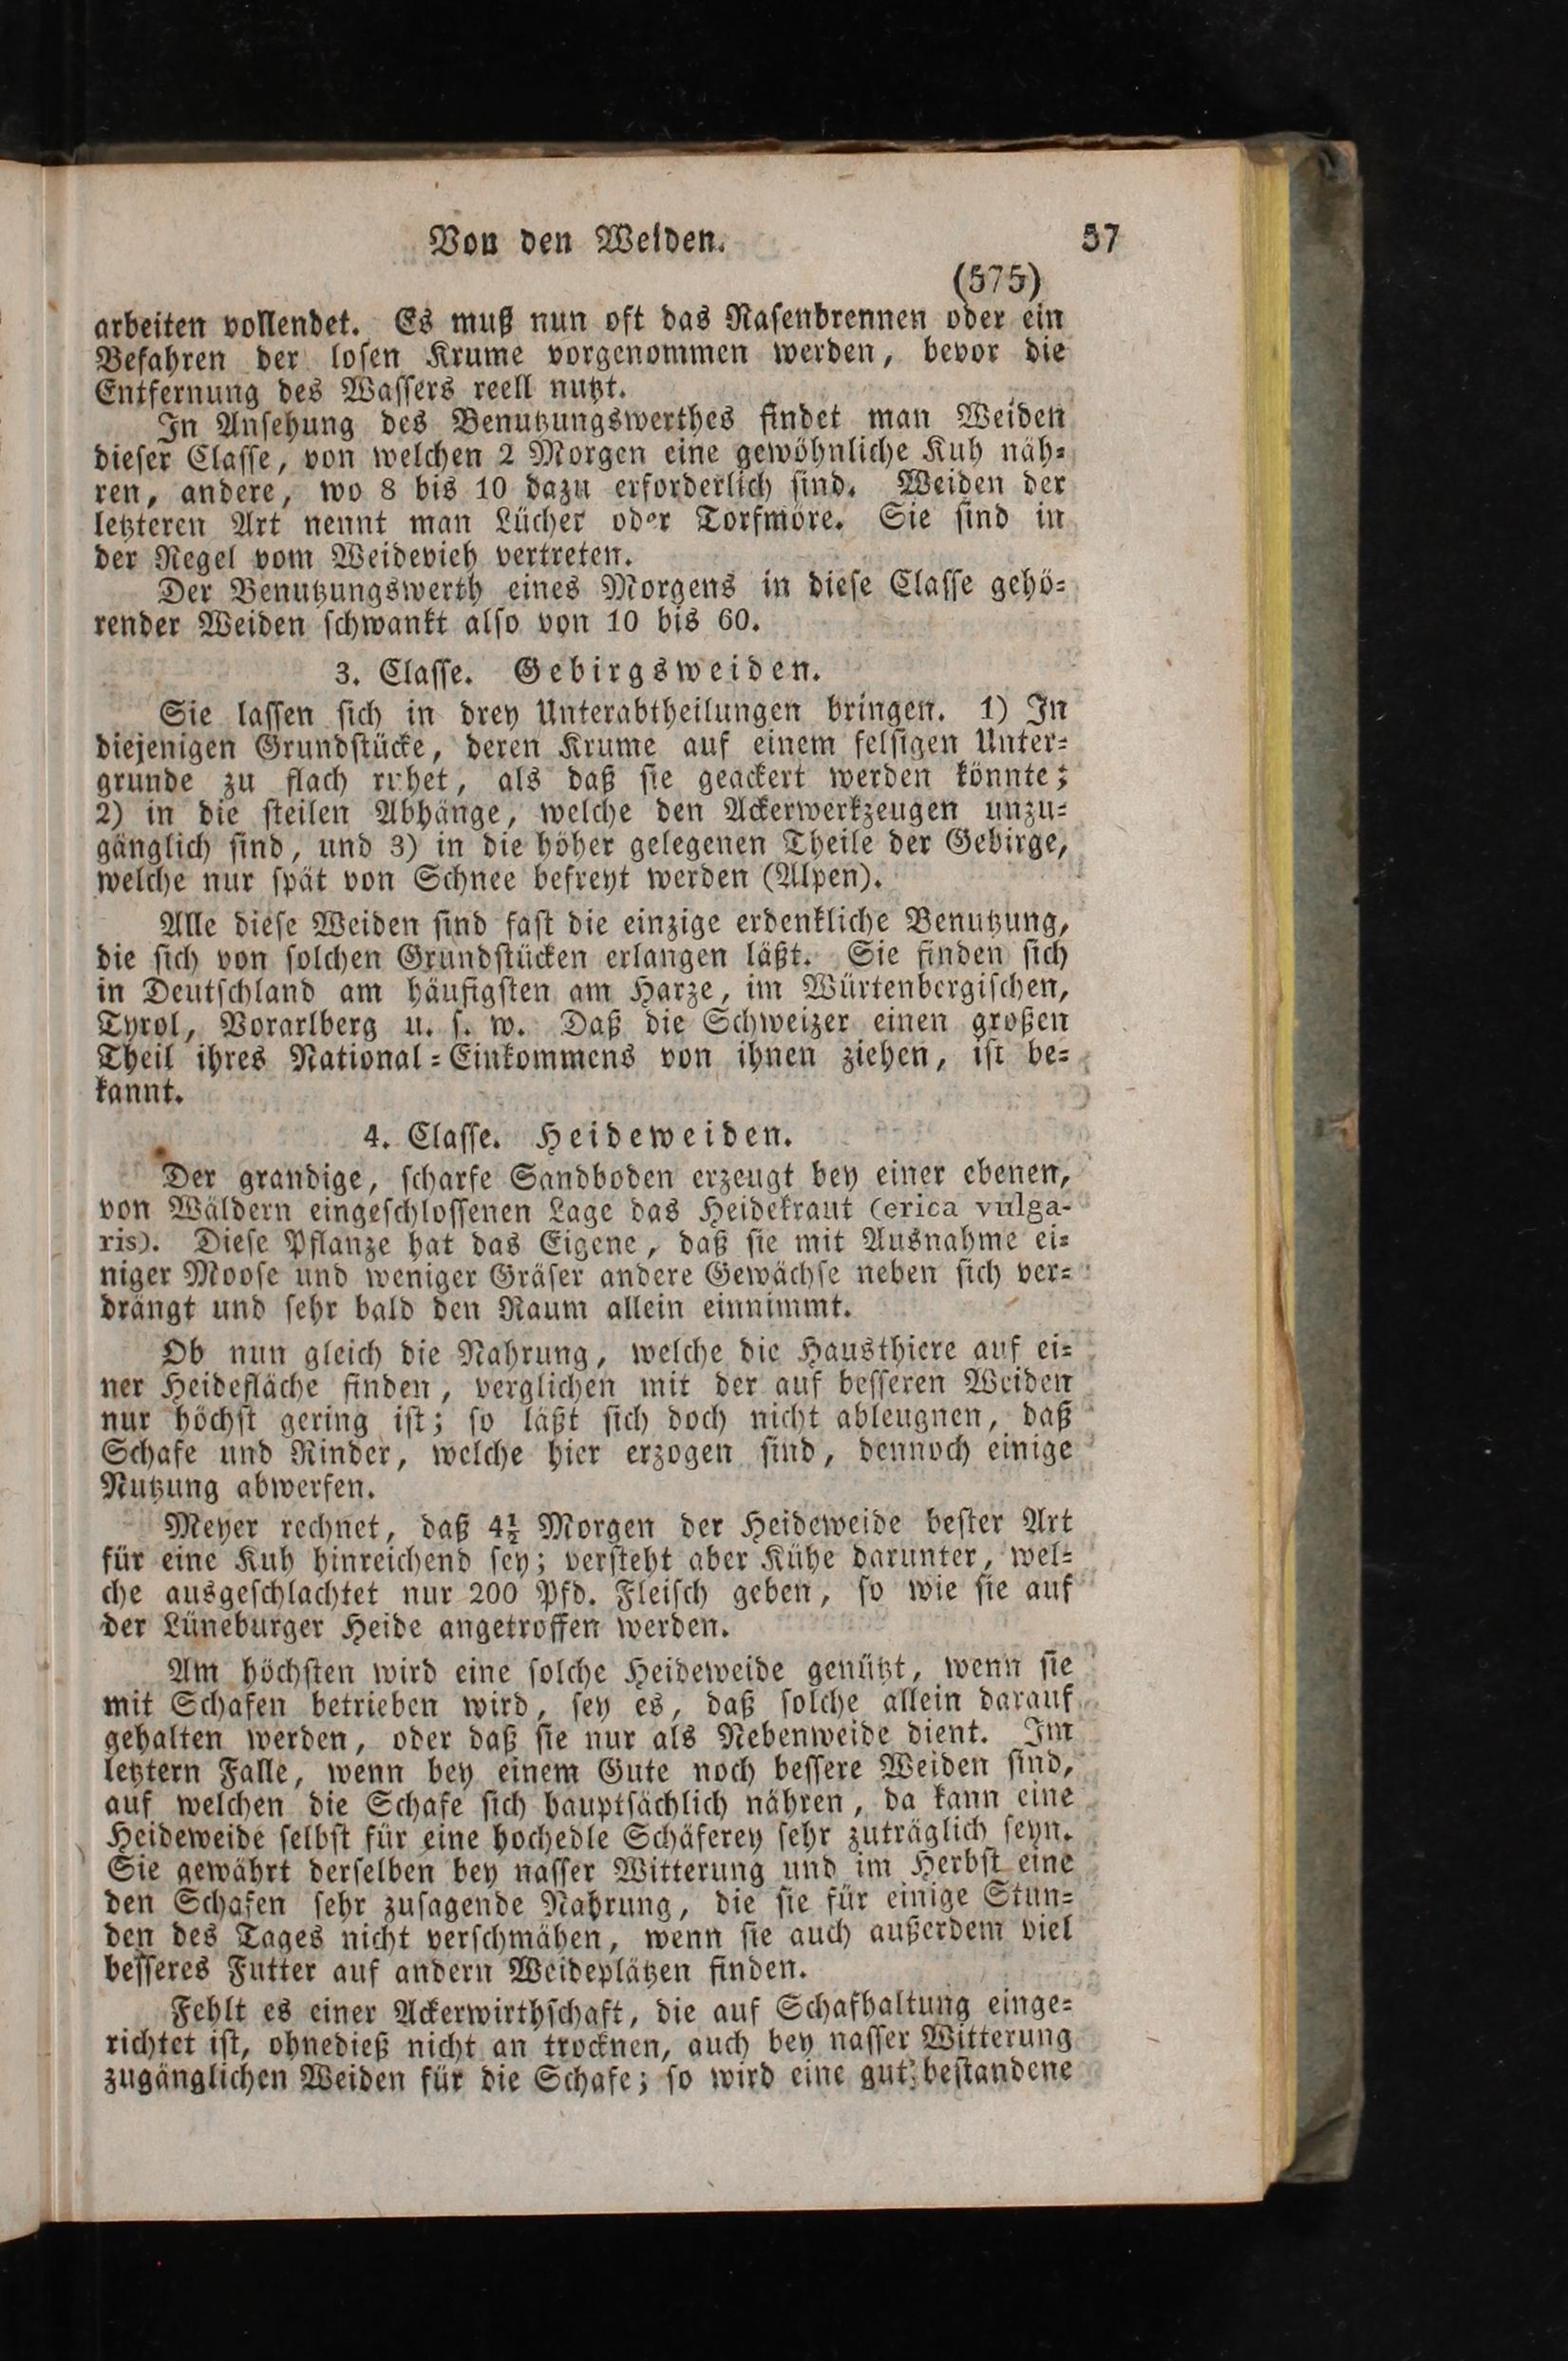 Von den Weiden.
57
(575)
arbeiten vollendet. Es muß nun oft das Raſenbrennen oder ein
Befahren der loſen Krume vorgenommen werden, bevor die
Entfernung des Waſſers reell nutzt.
In Anſehung des Benutzungswerthes findet man Weiden
dieſer Claſſe, von welchen 2 Morgen eine gewöhnliche Kuh näh⸗
ren, andere, wo 8 bis 10 dazu erforderlich ſind. Weiden der
letzteren Art nennt man Lücher oder Torfmöre. Sie ſind in
der Regel vom Weidevieh vertreten.
Der Benutzungswerth eines Morgens in dieſe Claſſe gehö⸗
render Weiden ſchwankt alſo von 10 bis 60.
3. Claſſe. Gebirgsweiden.
Sie laſſen ſich in drey Unterabtheilungen bringen. 1) In
diejenigen Grundſtücke, deren Krume auf einem felſigen Unter⸗
grunde zu flach ruhet, als daß ſie geackert werden könnte;
2) in die ſteilen Abhänge, welche den Ackerwerkzeugen unzu⸗
gänglich ſind, und 3) in die höher gelegenen Theile der Gebirge,
welche nur ſpät von Schnee befreyt werden (Alpen).
Alle dieſe Weiden ſind faſt die einzige erdenkliche Benutzung,
die ſich von ſolchen Grundſtücken erlangen läßt. Sie finden ſich
in Deutſchland am häufigſten am Harze, im Würtenbergiſchen,
Tyrol, Vorarlberg u. ſ. w. Daß die Schweizer einen großen
Theil ihres National⸗Einkommens von ihnen ziehen, iſt be⸗
kannt.
4. Claſſe. Heideweiden.
Der grandige, ſcharfe Sandboden erzeugt bey einer ebenen,
von Wäldern eingeſchloſſenen Lage das Heidekraut (erica vulga-
ris). Dieſe Pflanze hat das Eigene, daß ſie mit Ausnahme ei⸗
niger Mooſe und weniger Gräſer andere Gewächſe neben ſich ver⸗
drängt und ſehr bald den Raum allein einnimmt.
Ob nun gleich die Nahrung, welche die Hausthiere auf ei⸗
ner Heidefläche finden, verglichen mit der auf beſſeren Weiden
nur höchſt gering iſt; ſo läßt ſich doch nicht ableugnen, daß
Schafe und Rinder, welche hier erzogen ſind, dennoch einige
Nutzung abwerfen.
Meyer rechnet, daß 4½ Morgen der Heideweide beſter Art
für eine Kuh hinreichend ſey; verſteht aber Kühe darunter, wel⸗
che ausgeſchlachtet nur 200 Pfd. Fleiſch geben, ſo wie ſie auf
der Lüneburger Heide angetroffen werden.
Am höchſten wird eine ſolche Heideweide genützt, wenn ſie
mit Schafen betrieben wird, ſey es, daß ſolche allein darauf
gehalten werden, oder daß ſie nur als Nebenweide dient. Im
letztern Falle, wenn bey einem Gute noch beſſere Weiden ſind,
auf welchen die Schafe ſich hauptſächlich nähren, da kann eine
Heideweide ſelbſt für eine hochedle Schäferey ſehr zuträglich ſeyn.
Sie gewährt derſelben bey naſſer Witterung und im Herbſt eine
den Schafen ſehr zuſagende Nahrung, die ſie für einige Stun⸗
den des Tages nicht verſchmähen, wenn ſie auch außerdem viel
beſſeres Futter auf andern Weideplätzen finden.
Fehlt es einer Ackerwirthſchaft, die auf Schafhaltung einge⸗
richtet iſt, ohnedieß nicht an trocknen, auch bey naſſer Witterung
zugänglichen Weiden für die Schafe; ſo wird eine gut beſtandene